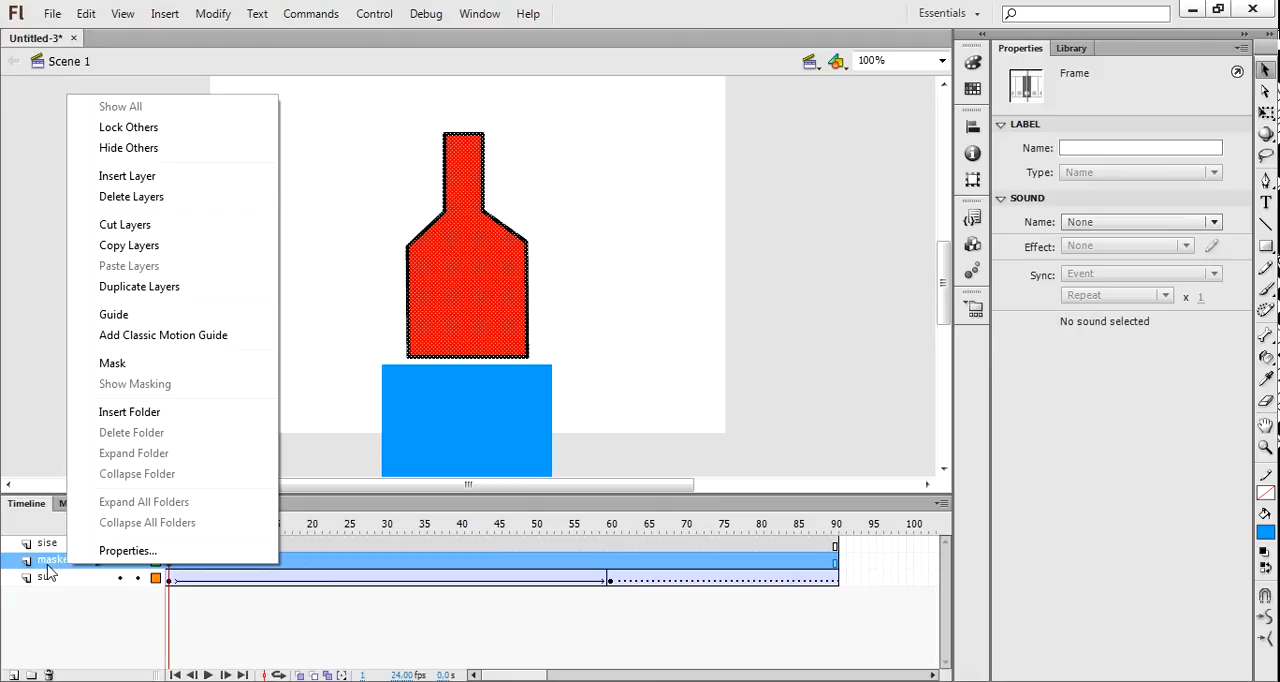 Fl File Edit View Insert Modify Text Commands Control Debug Window Help Essentials
Untitled-3* ×
Scene 1 100%
Properties Library
Frame
LABEL
Name:
Type: Name
SOUND
Name: None
Effect: None
Sync: Event
Repeat x 1
No sound selected
Show All
Lock Others
Hide Others
Insert Layer
Delete Layers
Cut Layers
Copy Layers
Paste Layers
Duplicate Layers
Guide
Add Classic Motion Guide
Mask
Show Masking
Insert Folder
Delete Folder
Expand Folder
Collapse Folder
Expand All Folders
Collapse All Folders
Properties...
Timeline M
20 25 30 35 40 45 50 55 60 65 70 75 80 85 90 95 100
sise
maske
1 24.00 fps 0.0 s
T